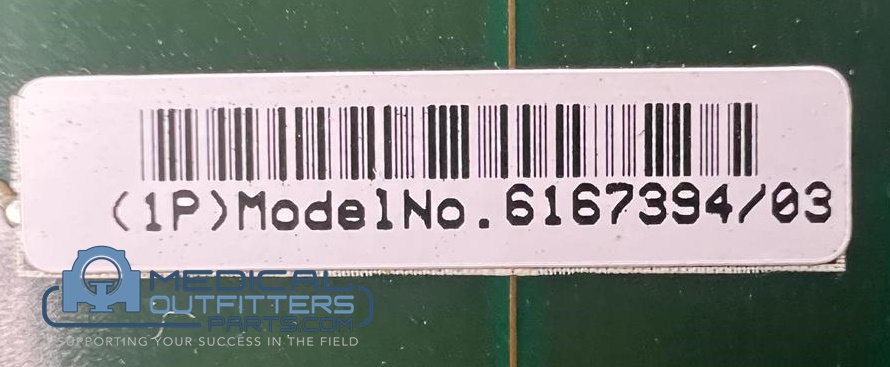 (1P)ModelNo.6167394/03
MEDICAL
OUTFITTERS
PARTS.COM
SUPPORTING YOUR SUCCESS IN THE FIELD